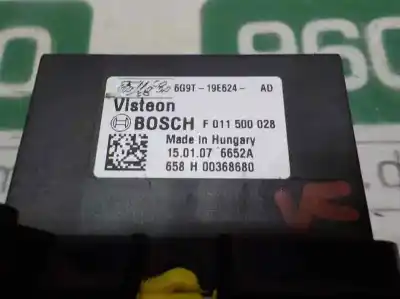 6G9T-19E624- AD
Visteon
BOSCH F 011 500 028
Made in Hungary
15.01.07 6652A
658 H 00368680